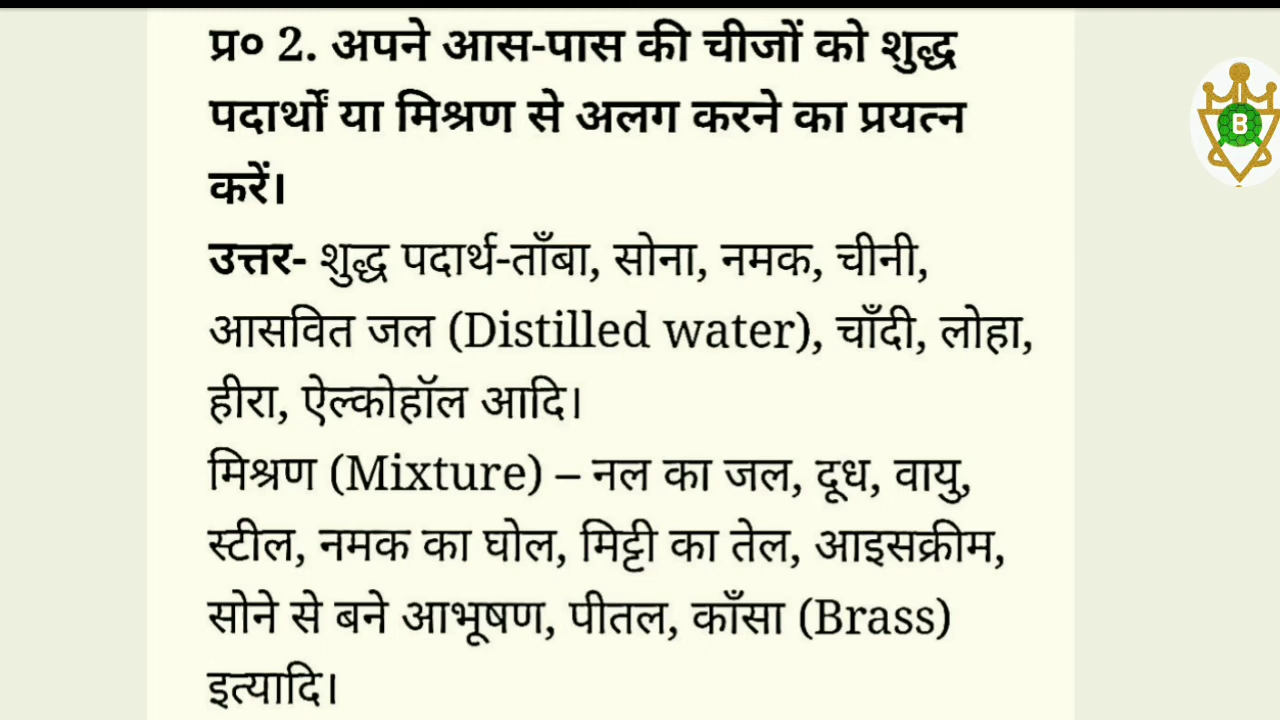 प्र० 2. अपने आस-पास की चीजों को शुद्ध
पदार्थों या मिश्रण से अलग करने का प्रयत्न
करें।
उत्तर- शुद्ध पदार्थ-ताँबा, सोना, नमक, चीनी,
आसवित जल (Distilled water), चाँदी, लोहा,
हीरा, ऐल्कोहॉल आदि।
मिश्रण (Mixture) – नल का जल, दूध, वायु,
स्टील, नमक का घोल, मिट्टी का तेल, आइसक्रीम,
सोने से बने आभूषण, पीतल, काँसा (Brass)
इत्यादि।
B